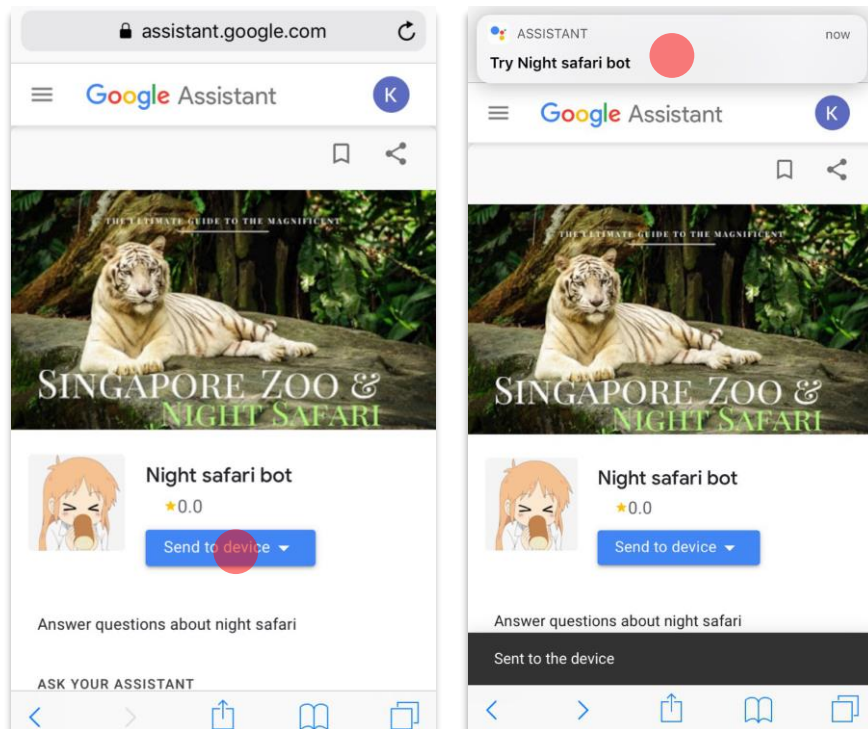 assistant.google.com
Google Assistant
K
THE ULTIMATE GUIDE TO THE MAGNIFICENT
SINGAPORE ZOO &
NIGHT SAFARI
Night safari bot
0.0
Send to device
Answer questions about night safari
ASK YOUR ASSISTANT
ASSISTANT
now
Try Night safari bot
Google Assistant
K
THE ULTIMATE GUIDE TO THE MAGNIFICENT
SINGAPORE ZOO &
NIGHT SAFARI
Night safari bot
0.0
Send to device
Answer questions about night safari
Sent to the device